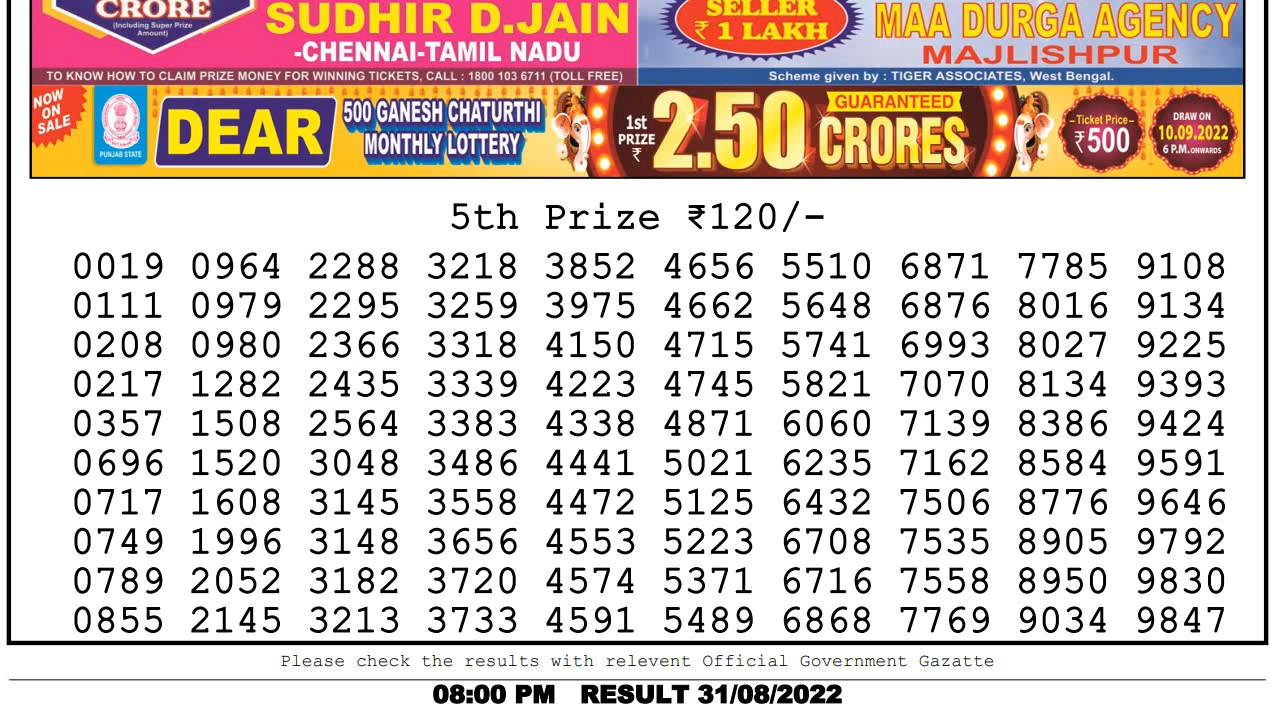 CRORE
(Including Super Prize
Amount)
SUDHIR D.JAIN
-CHENNAI-TAMIL NADU
TO KNOW HOW TO CLAIM PRIZE MONEY FOR WINNING TICKETS, CALL : 1800 103 6711 (TOLL FREE)
SELLER
₹ 1 LAKH
MAA DURGA AGENCY
MAJLISHPUR
Scheme given by : TIGER ASSOCIATES, West Bengal.
NOW
ON
SALE
PUNJAB STATE
DEAR
500 GANESH CHATURTHI
MONTHLY LOTTERY
1st
PRIZE
₹
2.50
GUARANTEED
CRORES
Ticket Price
₹500
DRAW ON
10.09.2022
6 P.M. ONWARDS
5th Prize ₹120/-
0019 0964 2288 3218 3852 4656 5510 6871 7785 9108
0111 0979 2295 3259 3975 4662 5648 6876 8016 9134
0208 0980 2366 3318 4150 4715 5741 6993 8027 9225
0217 1282 2435 3339 4223 4745 5821 7070 8134 9393
0357 1508 2564 3383 4338 4871 6060 7139 8386 9424
0696 1520 3048 3486 4441 5021 6235 7162 8584 9591
0717 1608 3145 3558 4472 5125 6432 7506 8776 9646
0749 1996 3148 3656 4553 5223 6708 7535 8905 9792
0789 2052 3182 3720 4574 5371 6716 7558 8950 9830
0855 2145 3213 3733 4591 5489 6868 7769 9034 9847
Please check the results with relevent Official Government Gazatte
08:00 PM RESULT 31/08/2022